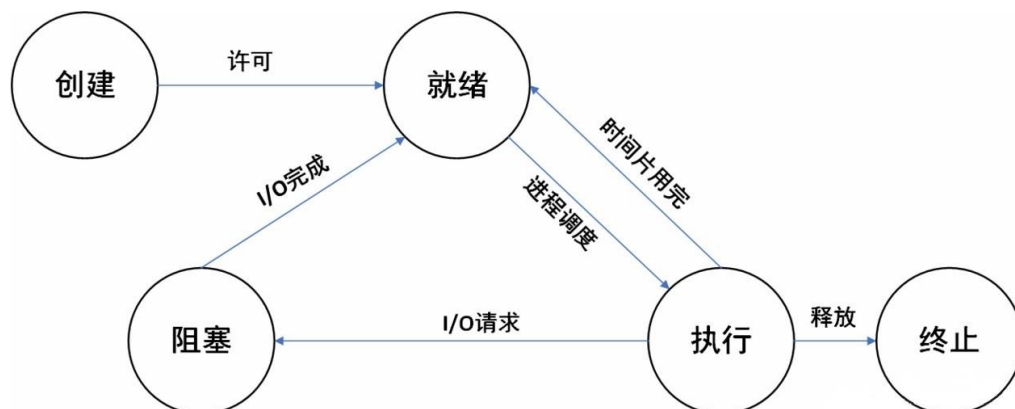 创建
许可
就绪
I/O完成
进程调度
时间片用完
阻塞
I/O请求
执行
释放
终止